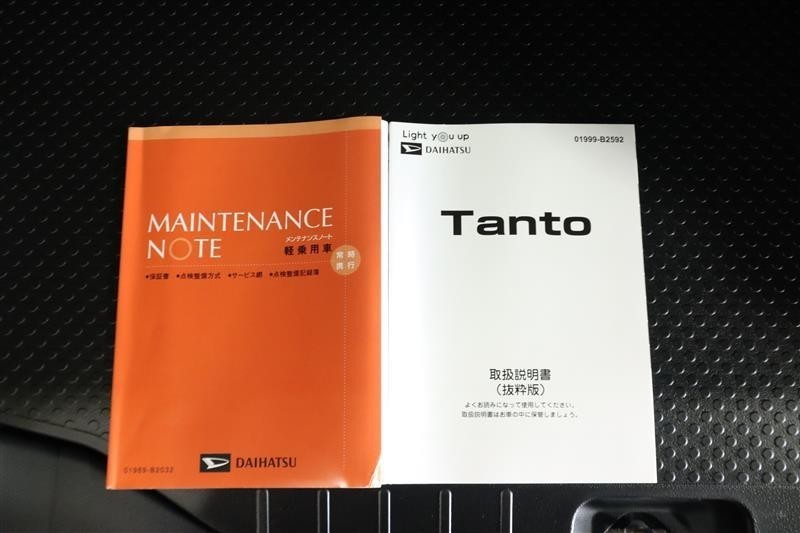 MAINTENANCE
NOTE
メンテナンスノート
軽乗用車
常時
携行
●保証書 ●点検整備方式 ●サービス網 ●点検整備記録簿
01989-B2032
DAIHATSU
Light you up
DAIHATSU
01999-B2592
Tanto
取扱説明書
(抜粋版)
よくお読みになって使用してください。
取扱説明書はお車の中に保管しましょう。